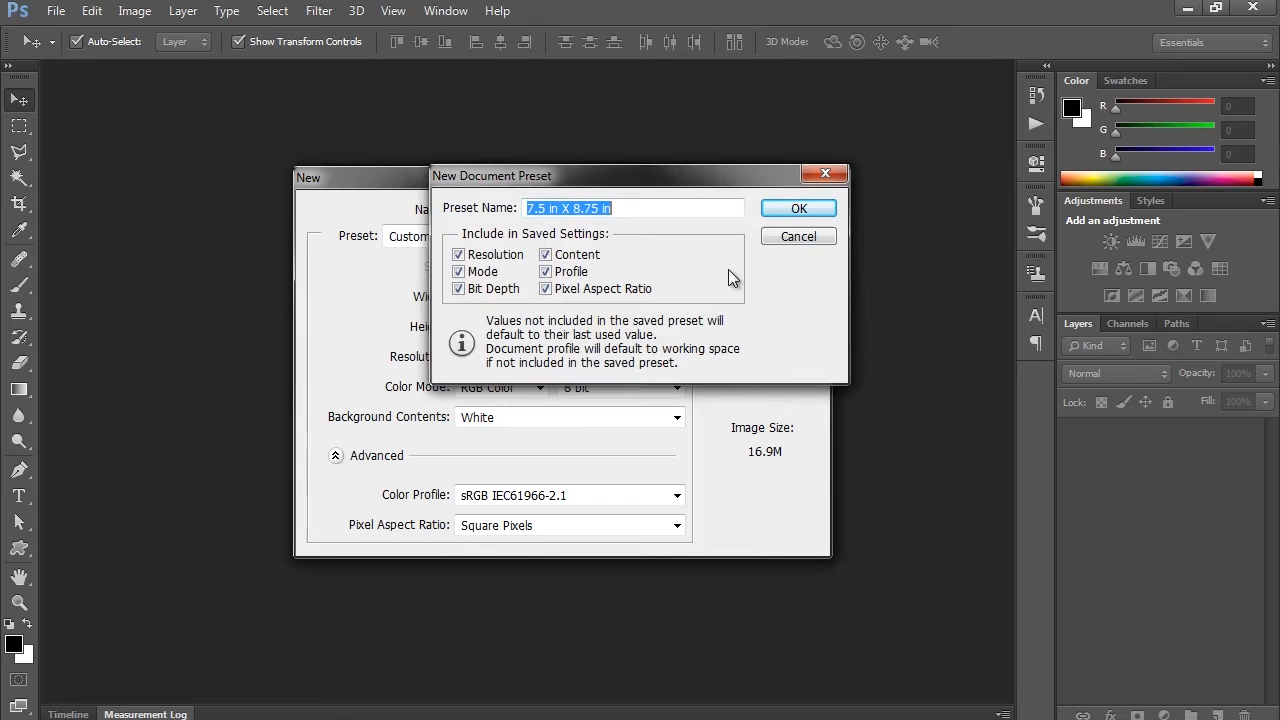 Ps File Edit Image Layer Type Select Filter 3D View Window Help
Auto-Select: Layer Show Transform Controls 3D Mode: Essentials
Color Swatches
R 0
G 0
B 0
Adjustments Styles
Add an adjustment
Layers Channels Paths
Kind
Normal Opacity: 100%
Lock: Fill: 100%
New
Preset: Custom
Color Mode: RGB Color 8 bit
Background Contents: White
Advanced
Color Profile: sRGB IEC61966-2.1
Pixel Aspect Ratio: Square Pixels
Image Size:
16.9M
New Document Preset
Preset Name: 7.5 in X 8.75 in
OK
Cancel
Include in Saved Settings:
Resolution Content
Mode Profile
Bit Depth Pixel Aspect Ratio
Values not included in the saved preset will
default to their last used value.
Document profile will default to working space
if not included in the saved preset.
Timeline Measurement Log